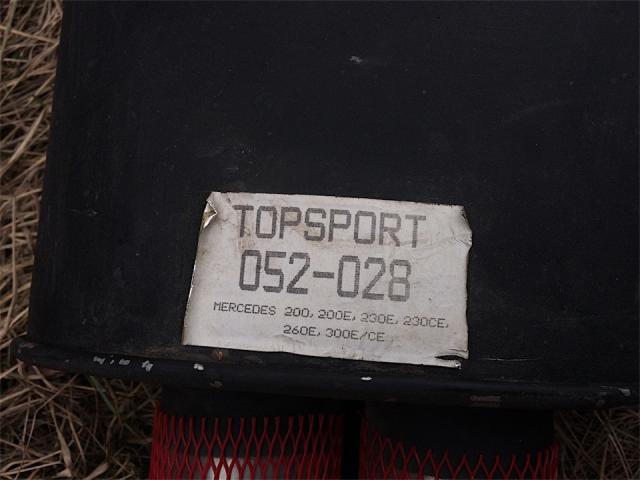 TOPSPORT
052-028
MERCEDES 200, 200E, 230E, 230CE,
260E, 300E/CE